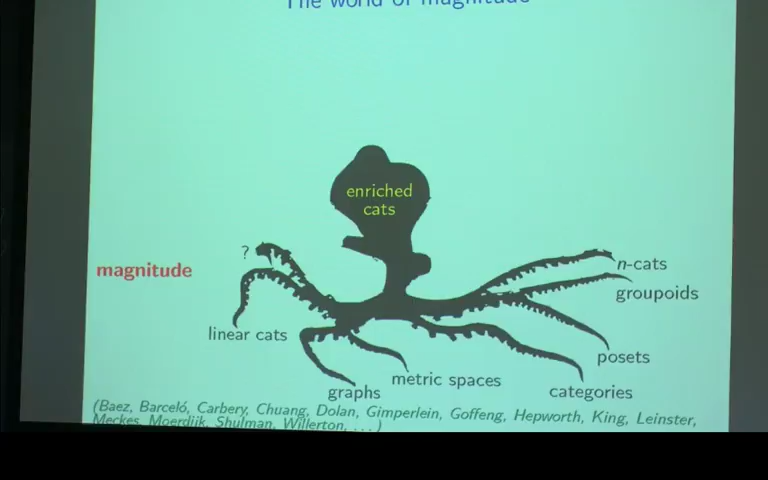 The world of magnitude
enriched
cats
?
n-cats
magnitude
groupoids
linear cats
posets
metric spaces
graphs
categories
(Baez, Barceló, Carbery, Chuang, Dolan, Gimperlein, Goffeng, Hepworth, King, Leinster,
Meckes, Moerdijk, Shulman, Willerton, ...)